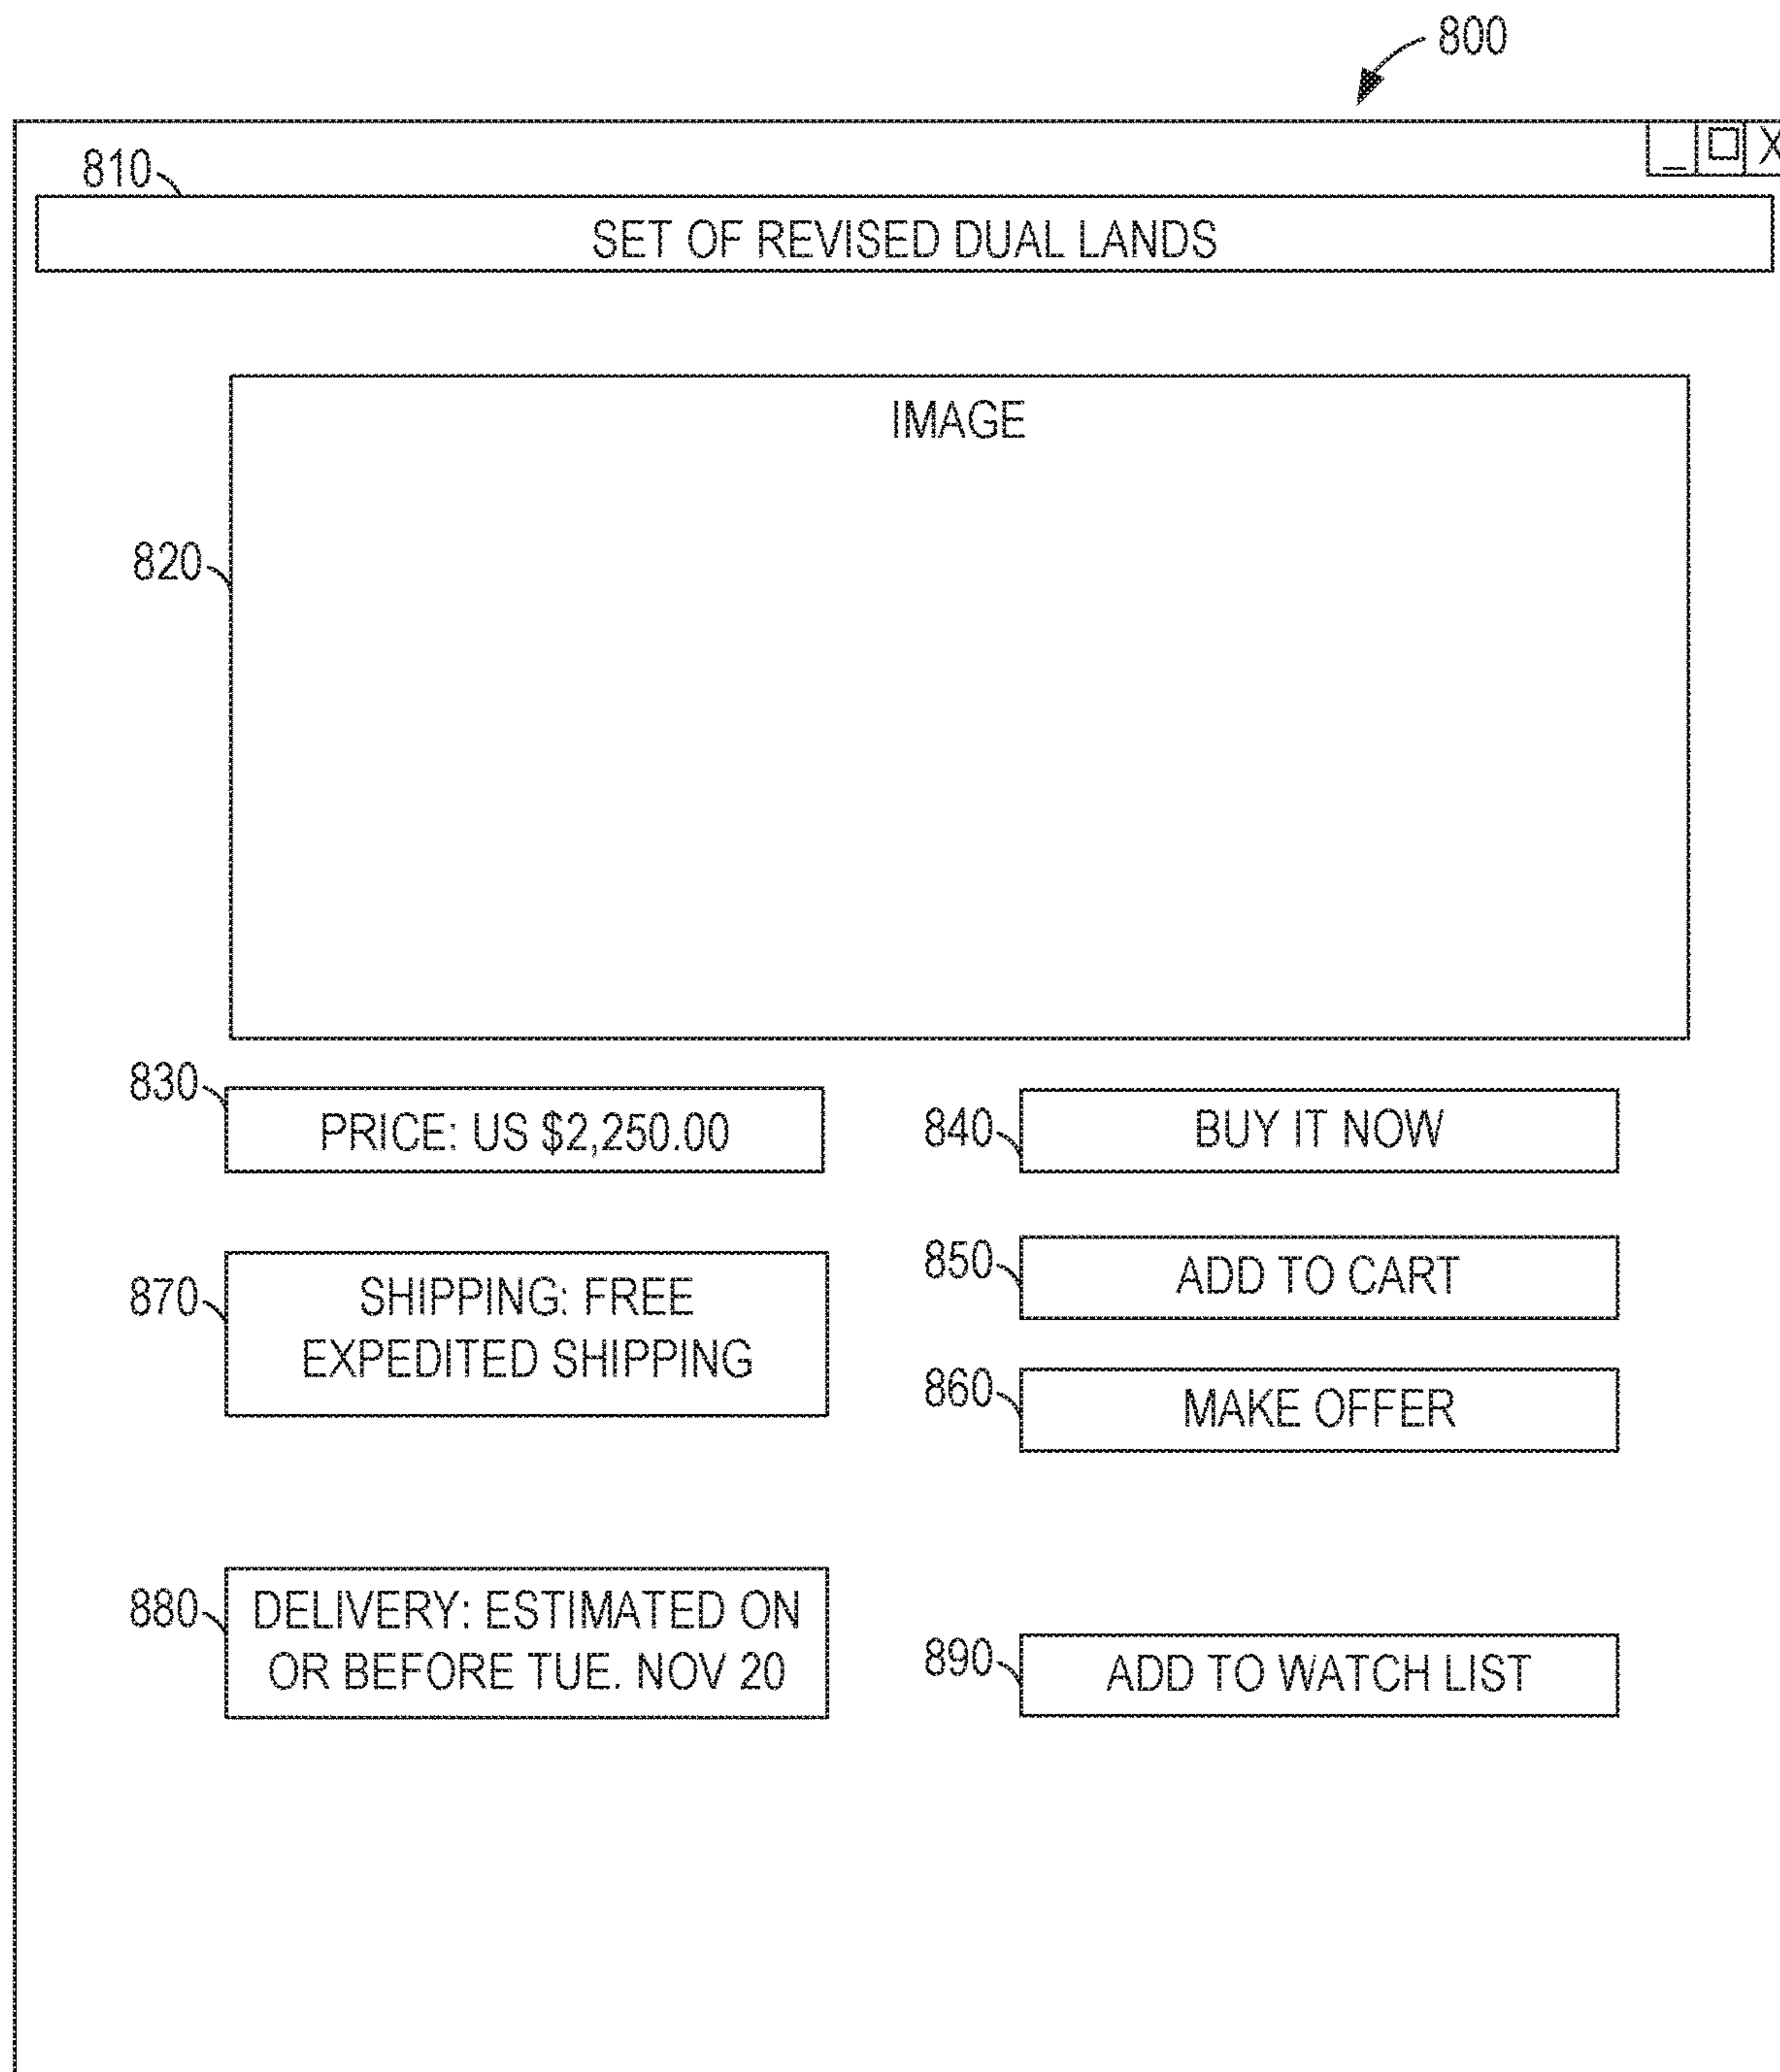 800
_ □ X
810
SET OF REVISED DUAL LANDS
IMAGE
820
830
PRICE: US $2,250.00
840
BUY IT NOW
870
SHIPPING: FREE
EXPEDITED SHIPPING
850
ADD TO CART
860
MAKE OFFER
880
DELIVERY: ESTIMATED ON
OR BEFORE TUE. NOV 20
890
ADD TO WATCH LIST